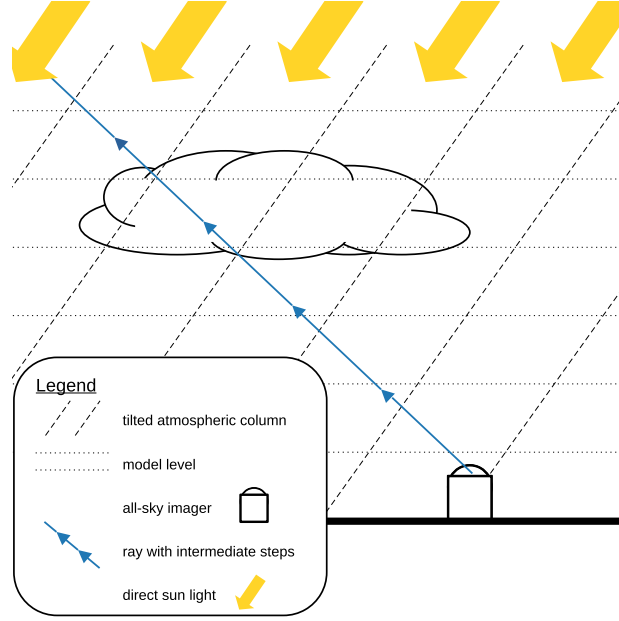 Legend
tilted atmospheric column
model level
all-sky imager
ray with intermediate steps
direct sun light